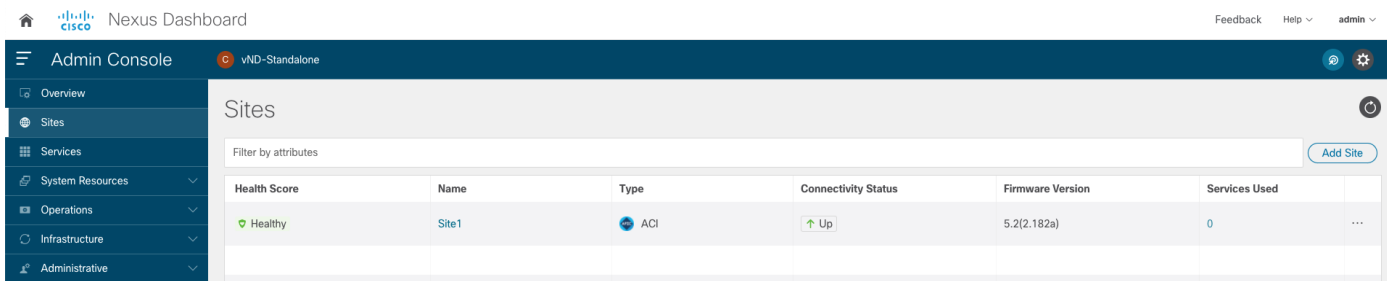 CISCO Nexus Dashboard Feedback Help admin
Admin Console C vND-Standalone
Overview
Sites
Services
System Resources
Operations
Infrastructure
Administrative
Sites
Filter by attributes Add Site
Health Score Name Type Connectivity Status Firmware Version Services Used
Healthy Site1 ACI Up 5.2(2.182a) 0 ...